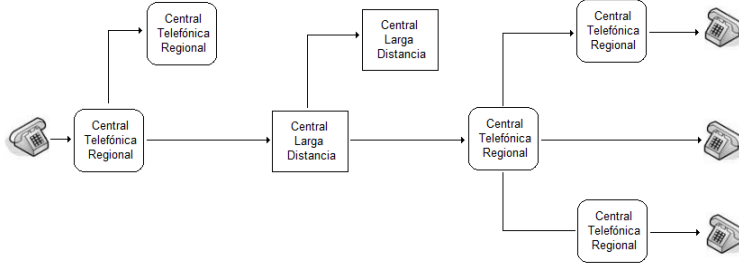 Central
Telefónica
Regional
Central
Larga
Distancia
Central
Telefónica
Regional
Central
Telefónica
Regional
Central
Larga
Distancia
Central
Telefónica
Regional
Central
Telefónica
Regional